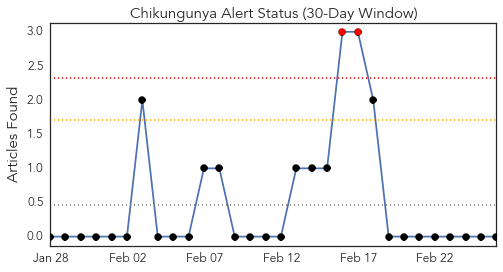 Chikungunya Alert Status (30-Day Window)
Articles Found
3.0
2.5
2.0
1.5
1.0
0.5
0.0
Jan 28
Feb 02
Feb 07
Feb 12
Feb 17
Feb 22